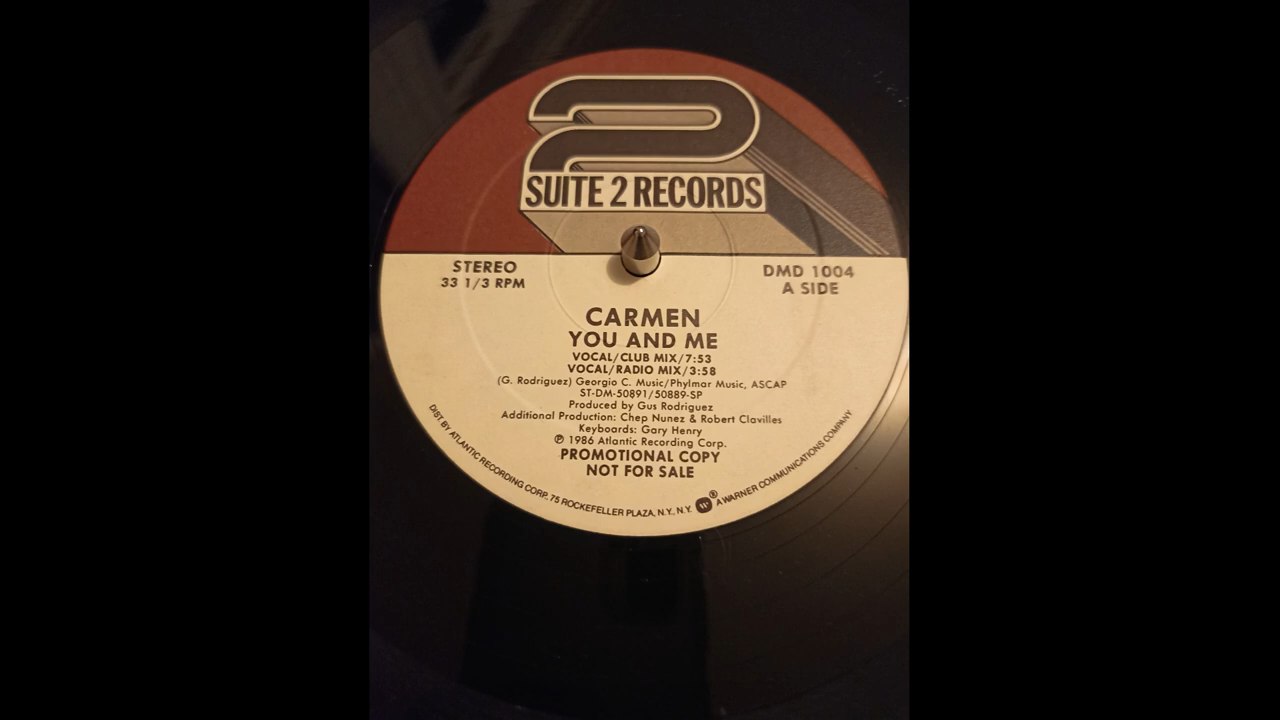 2
SUITE 2 RECORDS
STEREO
33 1/3 RPM
DMD 1004
A SIDE
CARMEN
YOU AND ME
VOCAL/CLUB MIX/7:53
VOCAL/RADIO MIX/3:58
(G. Rodriguez) Georgio C. Music/Phylmar Music, ASCAP
ST-DM-50891/50889-SP
Produced by Gus Rodriguez
Additional Production: Chep Nunez & Robert Clavilles
Keyboards: Gary Henry
℗ 1986 Atlantic Recording Corp.
PROMOTIONAL COPY
NOT FOR SALE
DIST. BY ATLANTIC RECORDING CORP., 75 ROCKEFELLER PLAZA, N.Y., N.Y. W ® A WARNER COMMUNICATIONS COMPANY